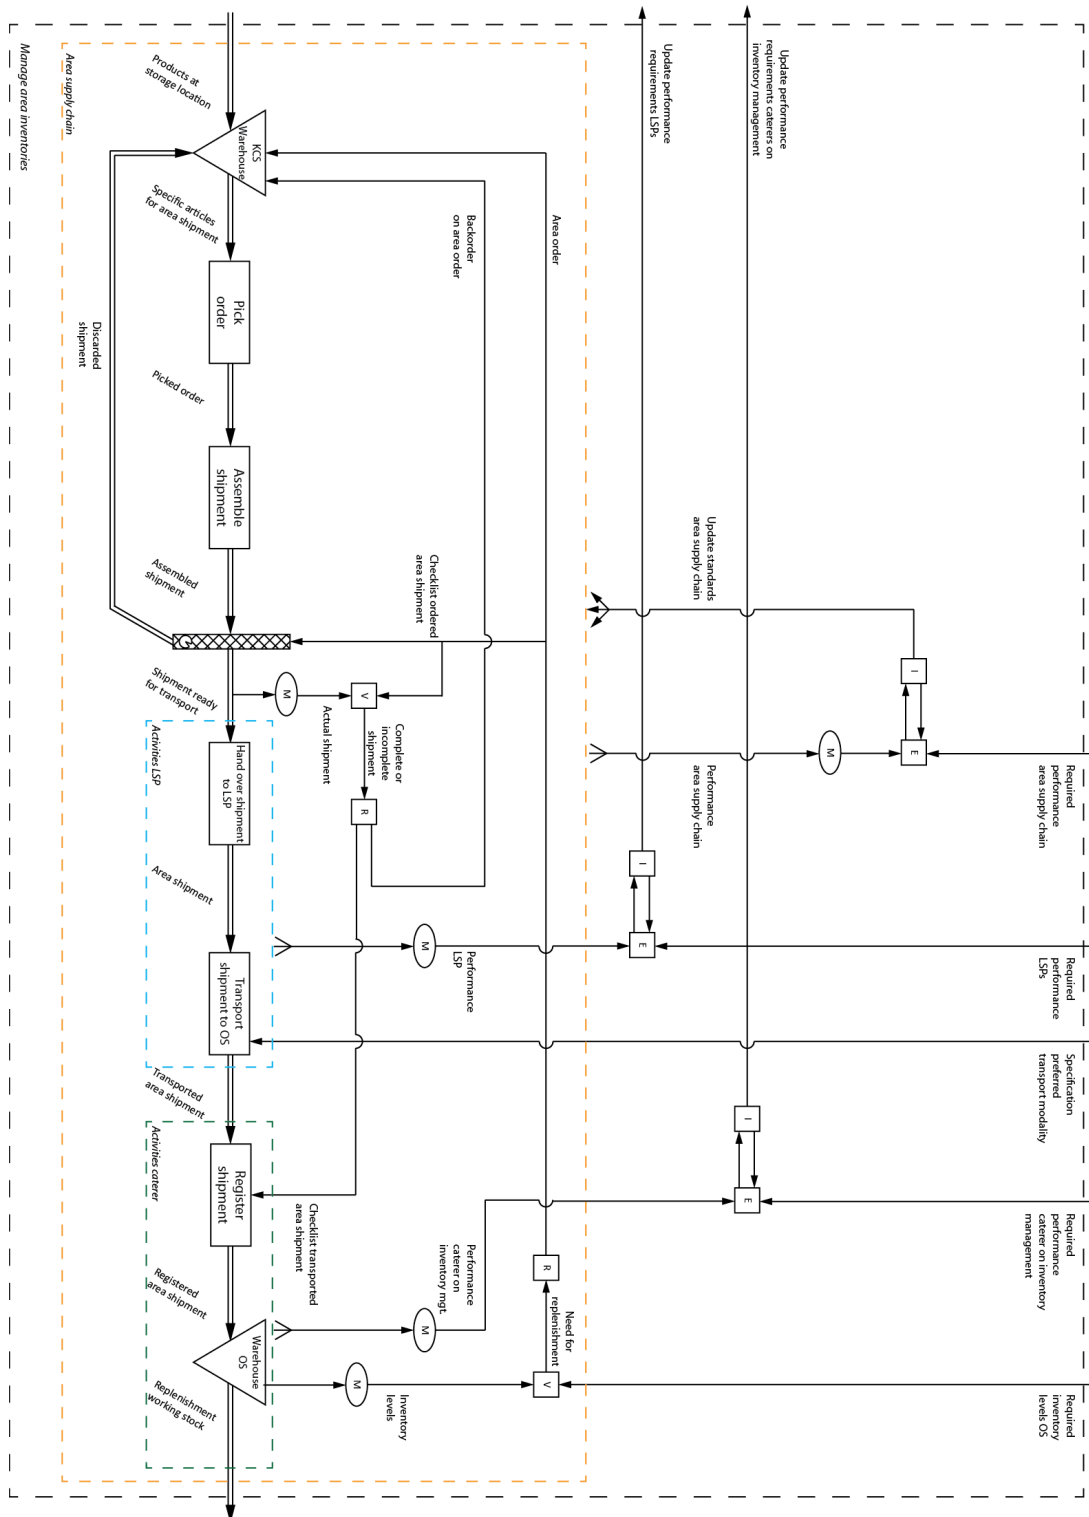 Required
performance
area supply chain
Required
performance
LSPs
Specification
preferred
transport modality
Required
performance
caterer on inventory
management
Required
inventory
levels OS
I
E
M
Update performance
requirements caterers on
inventory management
Update standards
area supply chain
Performance
area supply chain
I
E
Update performance
requirements LSPs
I
E
Area order
Need for
replenishment
R
V
Backorder
on area order
Checklist ordered
area shipment
Performance
LSP
M
Performance
caterer on
inventory mgt.
M
Complete or
incomplete
shipment
V
R
Inventory
levels
M
Actual shipment
M
Checklist transported
area shipment
KCS
Warehouse
Pick
order
Assemble
shipment
Hand over shipment
to LSP
Transport
shipment to OS
Register
shipment
Warehouse
OS
Products at
storage location
Specific articles
for area shipment
Picked order
Assembled
shipment
Shipment ready
for transport
Area shipment
Transported
area shipment
Registered
area shipment
Replenishment
working stock
Activities LSP
Activities caterer
Discarded
shipment
Area supply chain
Manage area inventories